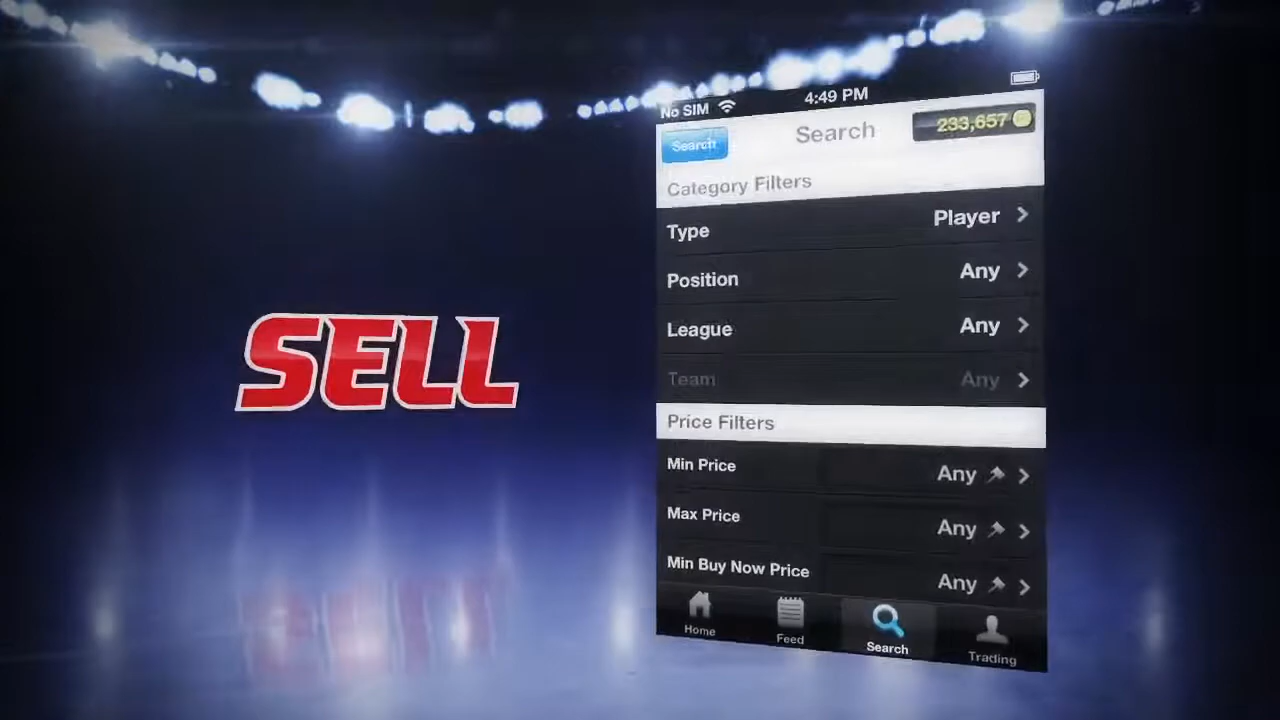 SELL
No SIM 4:49 PM
Search Search 233,657
Category Filters
Type Player
Position Any
League Any
Team Any
Price Filters
Min Price Any
Max Price Any
Min Buy Now Price Any
Home Feed Search Trading